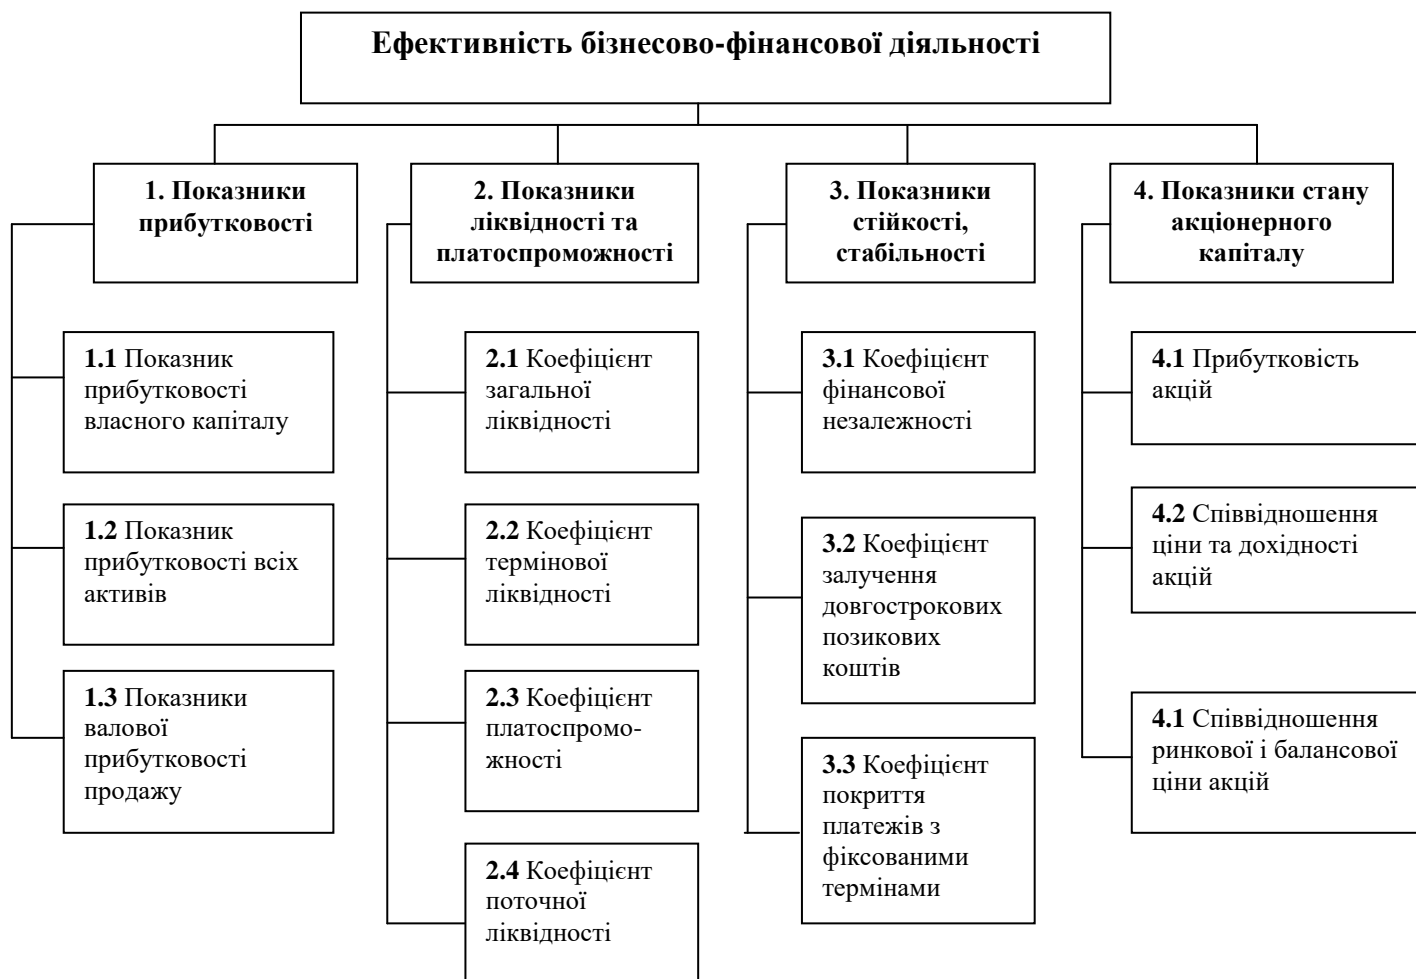 Ефективність бізнесово-фінансової діяльності
1. Показники
прибутковості
2. Показники
ліквідності та
платоспроможності
3. Показники
стійкості,
стабільності
4. Показники стану
акціонерного
капіталу
1.1 Показник
прибутковості
власного капіталу
1.2 Показник
прибутковості всіх
активів
1.3 Показники
валової
прибутковості
продажу
2.1 Коефіцієнт
загальної
ліквідності
2.2 Коефіцієнт
термінової
ліквідності
2.3 Коефіцієнт
платоспромо-
жності
2.4 Коефіцієнт
поточної
ліквідності
3.1 Коефіцієнт
фінансової
незалежності
3.2 Коефіцієнт
залучення
довгострокових
позикових
коштів
3.3 Коефіцієнт
покриття
платежів з
фіксованими
термінами
4.1 Прибутковість
акцій
4.2 Співвідношення
ціни та дохідності
акцій
4.1 Співвідношення
ринкової і балансової
ціни акцій